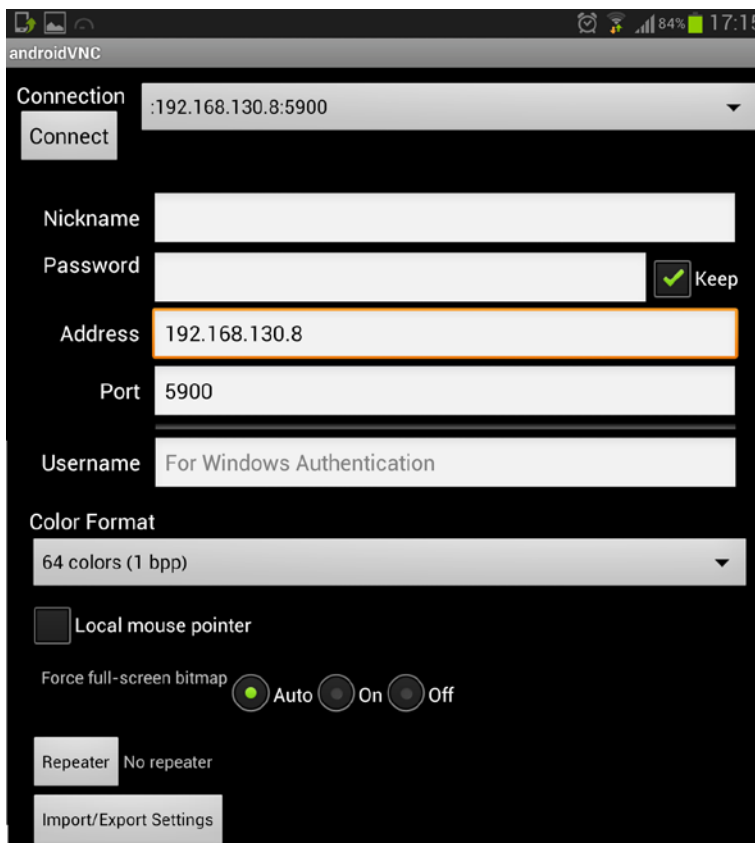 84% 17:15
androidVNC
Connection
:192.168.130.8:5900
Connect
Nickname
Password
Keep
Address 192.168.130.8
Port 5900
Username For Windows Authentication
Color Format
64 colors (1 bpp)
Local mouse pointer
Force full-screen bitmap Auto On Off
Repeater No repeater
Import/Export Settings